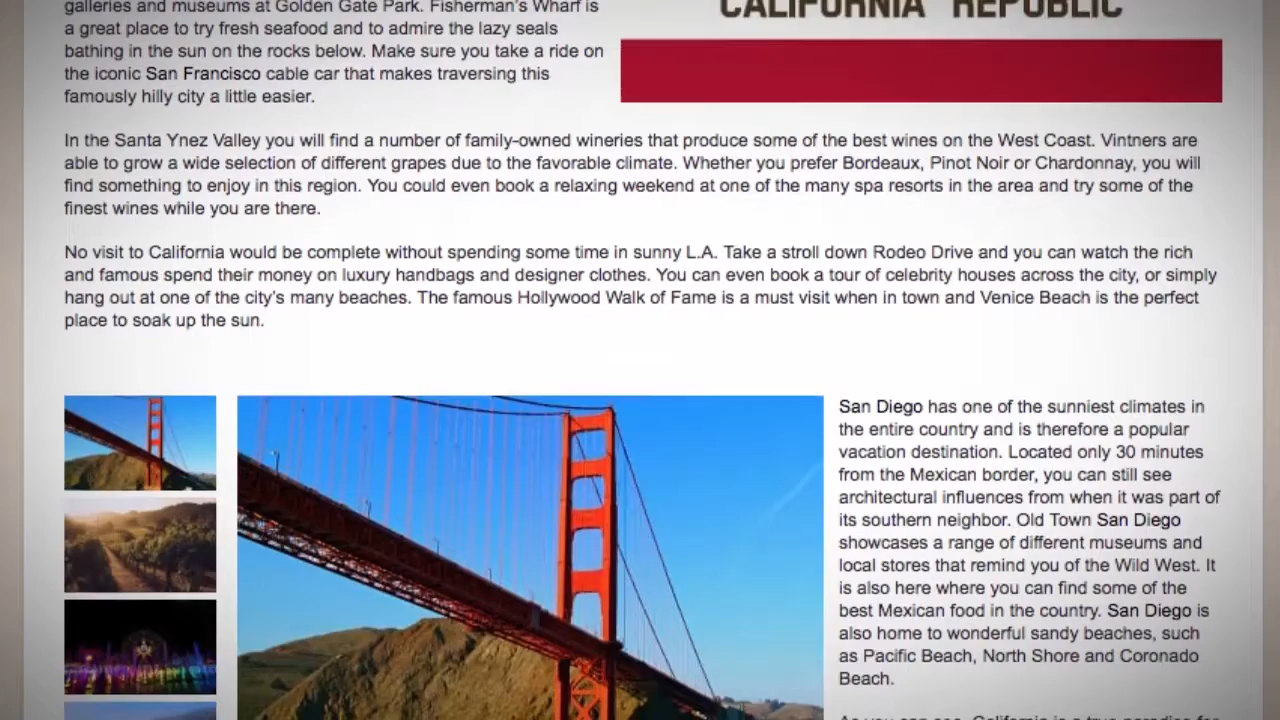 galleries and museums at Golden Gate Park. Fisherman's Wharf is
a great place to try fresh seafood and to admire the lazy seals
bathing in the sun on the rocks below. Make sure you take a ride on
the iconic San Francisco cable car that makes traversing this
famously hilly city a little easier.
CALIFORNIA REPUBLIC
In the Santa Ynez Valley you will find a number of family-owned wineries that produce some of the best wines on the West Coast. Vintners are
able to grow a wide selection of different grapes due to the favorable climate. Whether you prefer Bordeaux, Pinot Noir or Chardonnay, you will
find something to enjoy in this region. You could even book a relaxing weekend at one of the many spa resorts in the area and try some of the
finest wines while you are there.
No visit to California would be complete without spending some time in sunny L.A. Take a stroll down Rodeo Drive and you can watch the rich
and famous spend their money on luxury handbags and designer clothes. You can even book a tour of celebrity houses across the city, or simply
hang out at one of the city's many beaches. The famous Hollywood Walk of Fame is a must visit when in town and Venice Beach is the perfect
place to soak up the sun.
San Diego has one of the sunniest climates in
the entire country and is therefore a popular
vacation destination. Located only 30 minutes
from the Mexican border, you can still see
architectural influences from when it was part of
its southern neighbor. Old Town San Diego
showcases a range of different museums and
local stores that remind you of the Wild West. It
is also here where you can find some of the
best Mexican food in the country. San Diego is
also home to wonderful sandy beaches, such
as Pacific Beach, North Shore and Coronado
Beach.
As you can see, California is a true paradise for